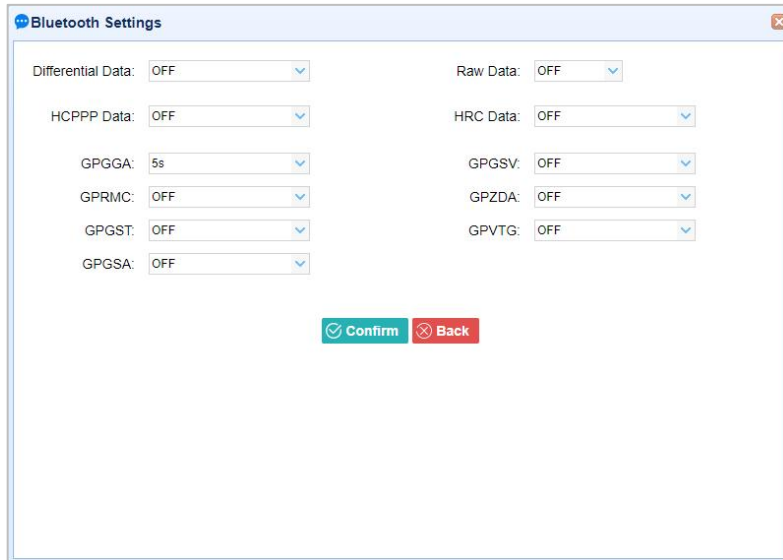 Bluetooth Settings
Differential Data: OFF Raw Data: OFF
HCPPP Data: OFF HRC Data: OFF
GPGGA: 5s GPGSV: OFF
GPRMC: OFF GPZDA: OFF
GPGST: OFF GPVTG: OFF
GPGSA: OFF
Confirm Back